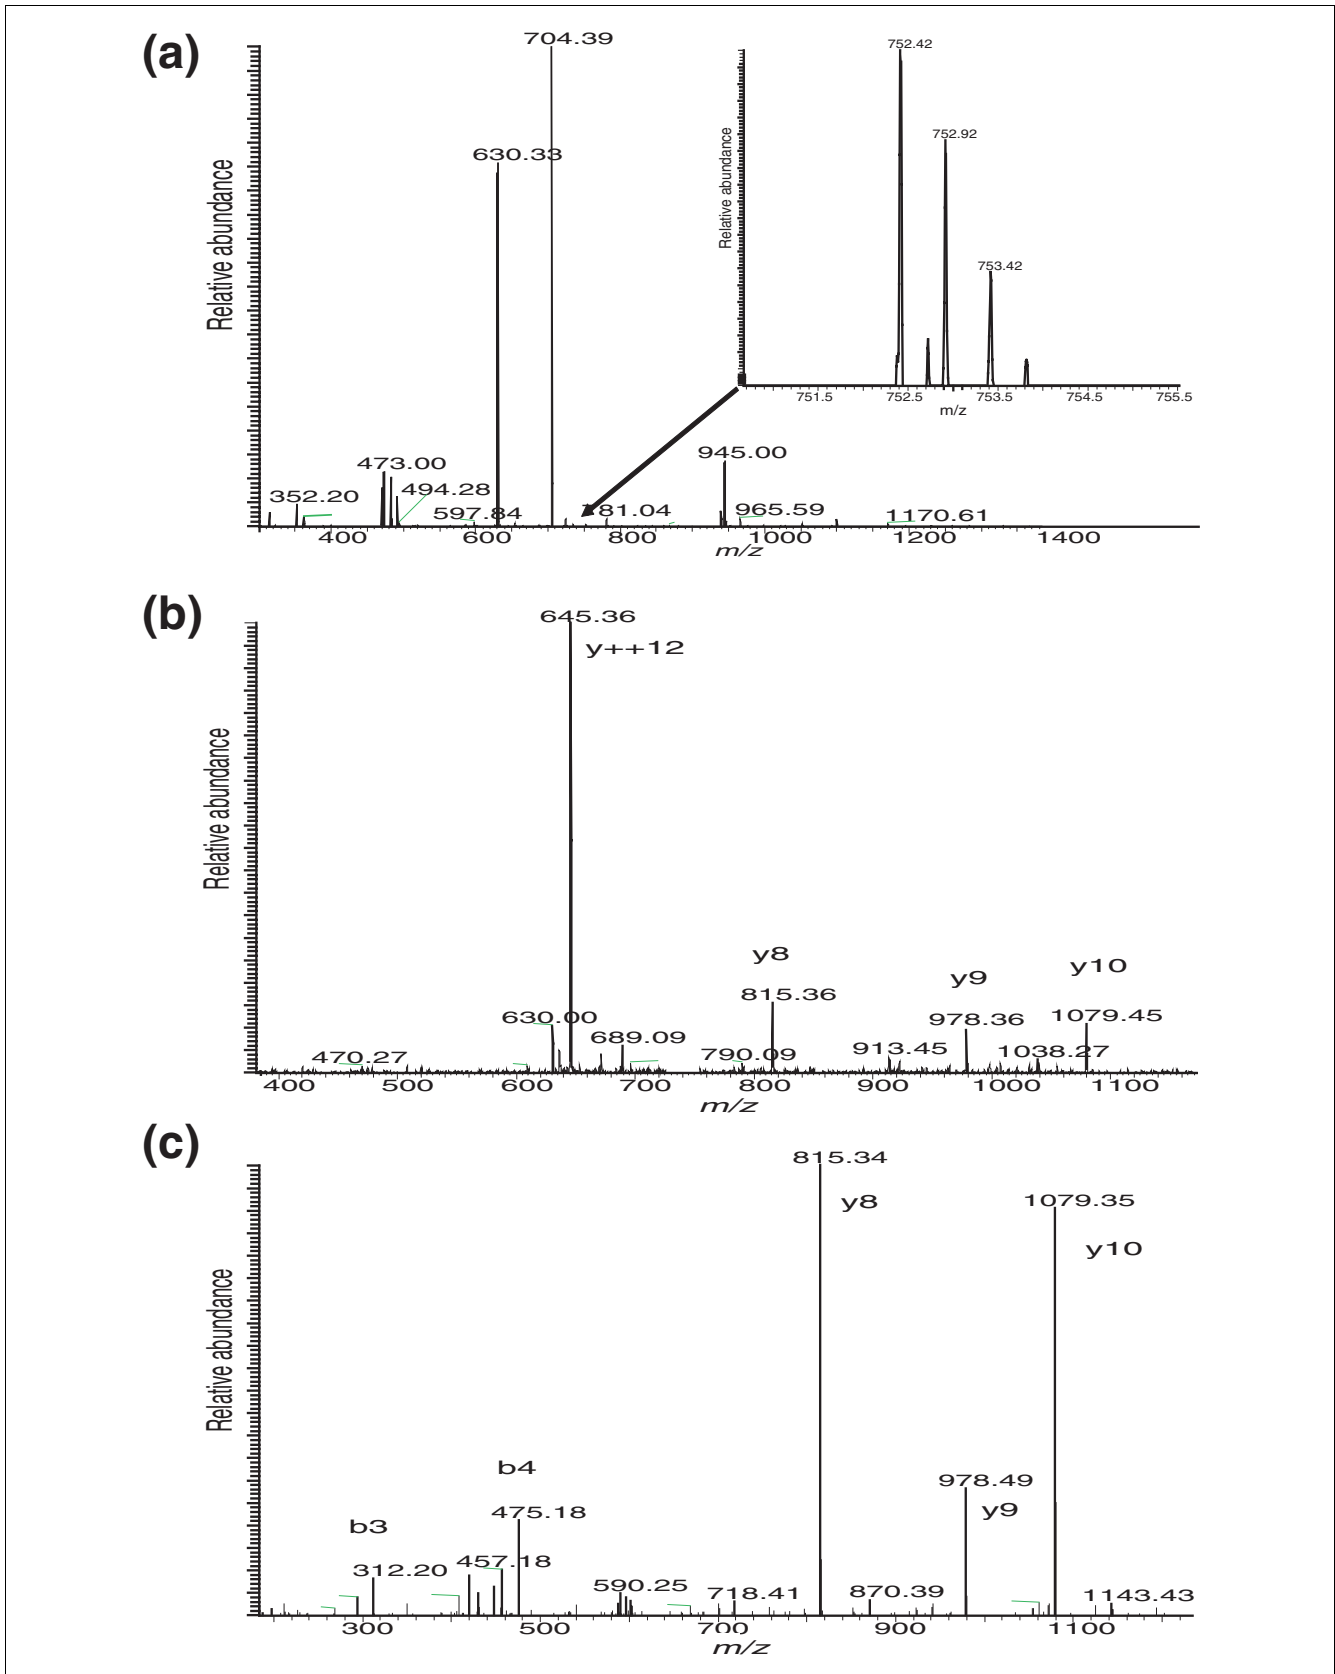 (a)
704.39
630.33
473.00
494.28
352.20
597.84
781.04
945.00
965.59
1170.61
Relative abundance
400 600 800 1000 1200 1400
m/z
752.42
752.92
753.42
Relative abundance
751.5 752.5 753.5 754.5 755.5
m/z
(b)
645.36
y++12
y8
815.36
y9
978.36
y10
1079.45
630.00
689.09
470.27
790.09
913.45
1038.27
Relative abundance
400 500 600 700 800 900 1000 1100
m/z
(c)
815.34
y8
1079.35
y10
978.49
y9
b4
475.18
b3
312.20
457.18
590.25
718.41
870.39
1143.43
Relative abundance
300 500 700 900 1100
m/z